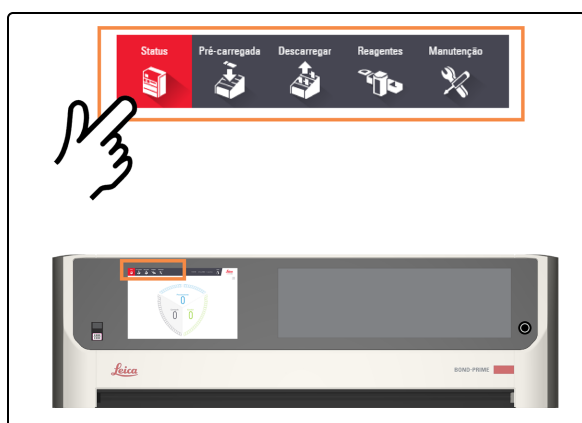 Status Pré-carregada Descarregar Reagentes Manutenção
0
0 0
Leica BOND-PRIME